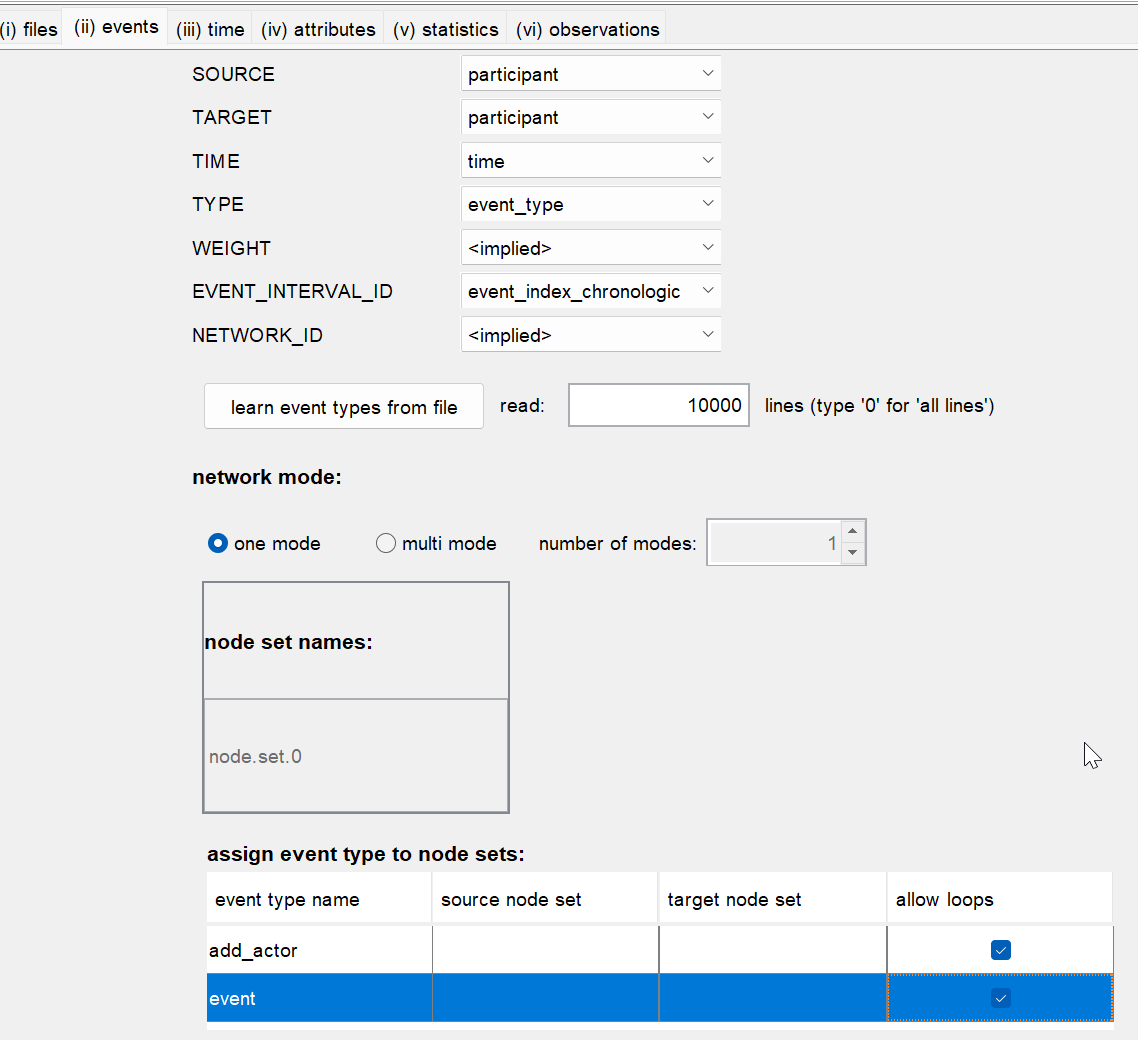 (i) files (ii) events (iii) time (iv) attributes (v) statistics (vi) observations
SOURCE participant
TARGET participant
TIME time
TYPE event_type
WEIGHT <implied>
EVENT_INTERVAL_ID event_index_chronologic
NETWORK_ID <implied>
learn event types from file read: 10000 lines (type '0' for 'all lines')
network mode:
one mode multi mode number of modes: 1
node set names:
node.set.0
assign event type to node sets:
event type name source node set target node set allow loops
add_actor
event